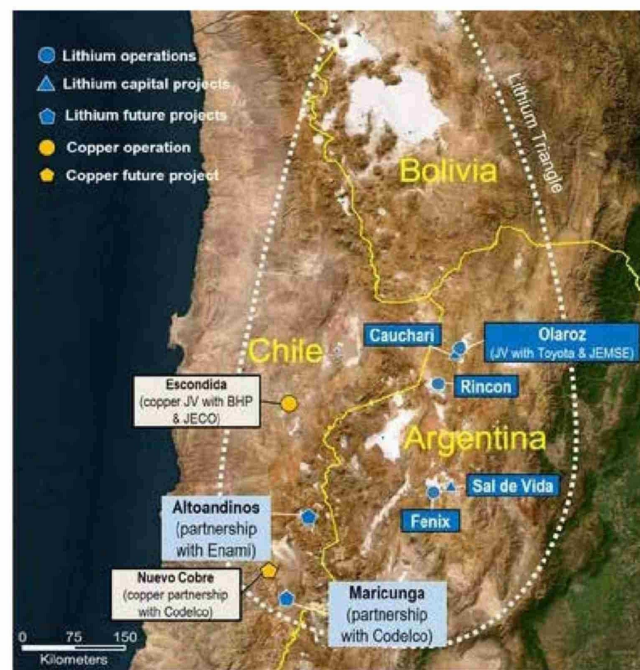 Lithium operations
Lithium capital projects
Lithium future projects
Copper operation
Copper future project
Lithium Triangle
Bolivia
Chile
Cauchari
Olaroz
(JV with Toyota & JEMSE)
Rincon
Escondida
(copper JV with BHP
& JECO)
Argentina
Sal de Vida
Fenix
Altoandinos
(partnership
with Enami)
Nuevo Cobre
(copper partnership
with Codelco)
Maricunga
(partnership
with Codelco)
0 75 150
Kilometers